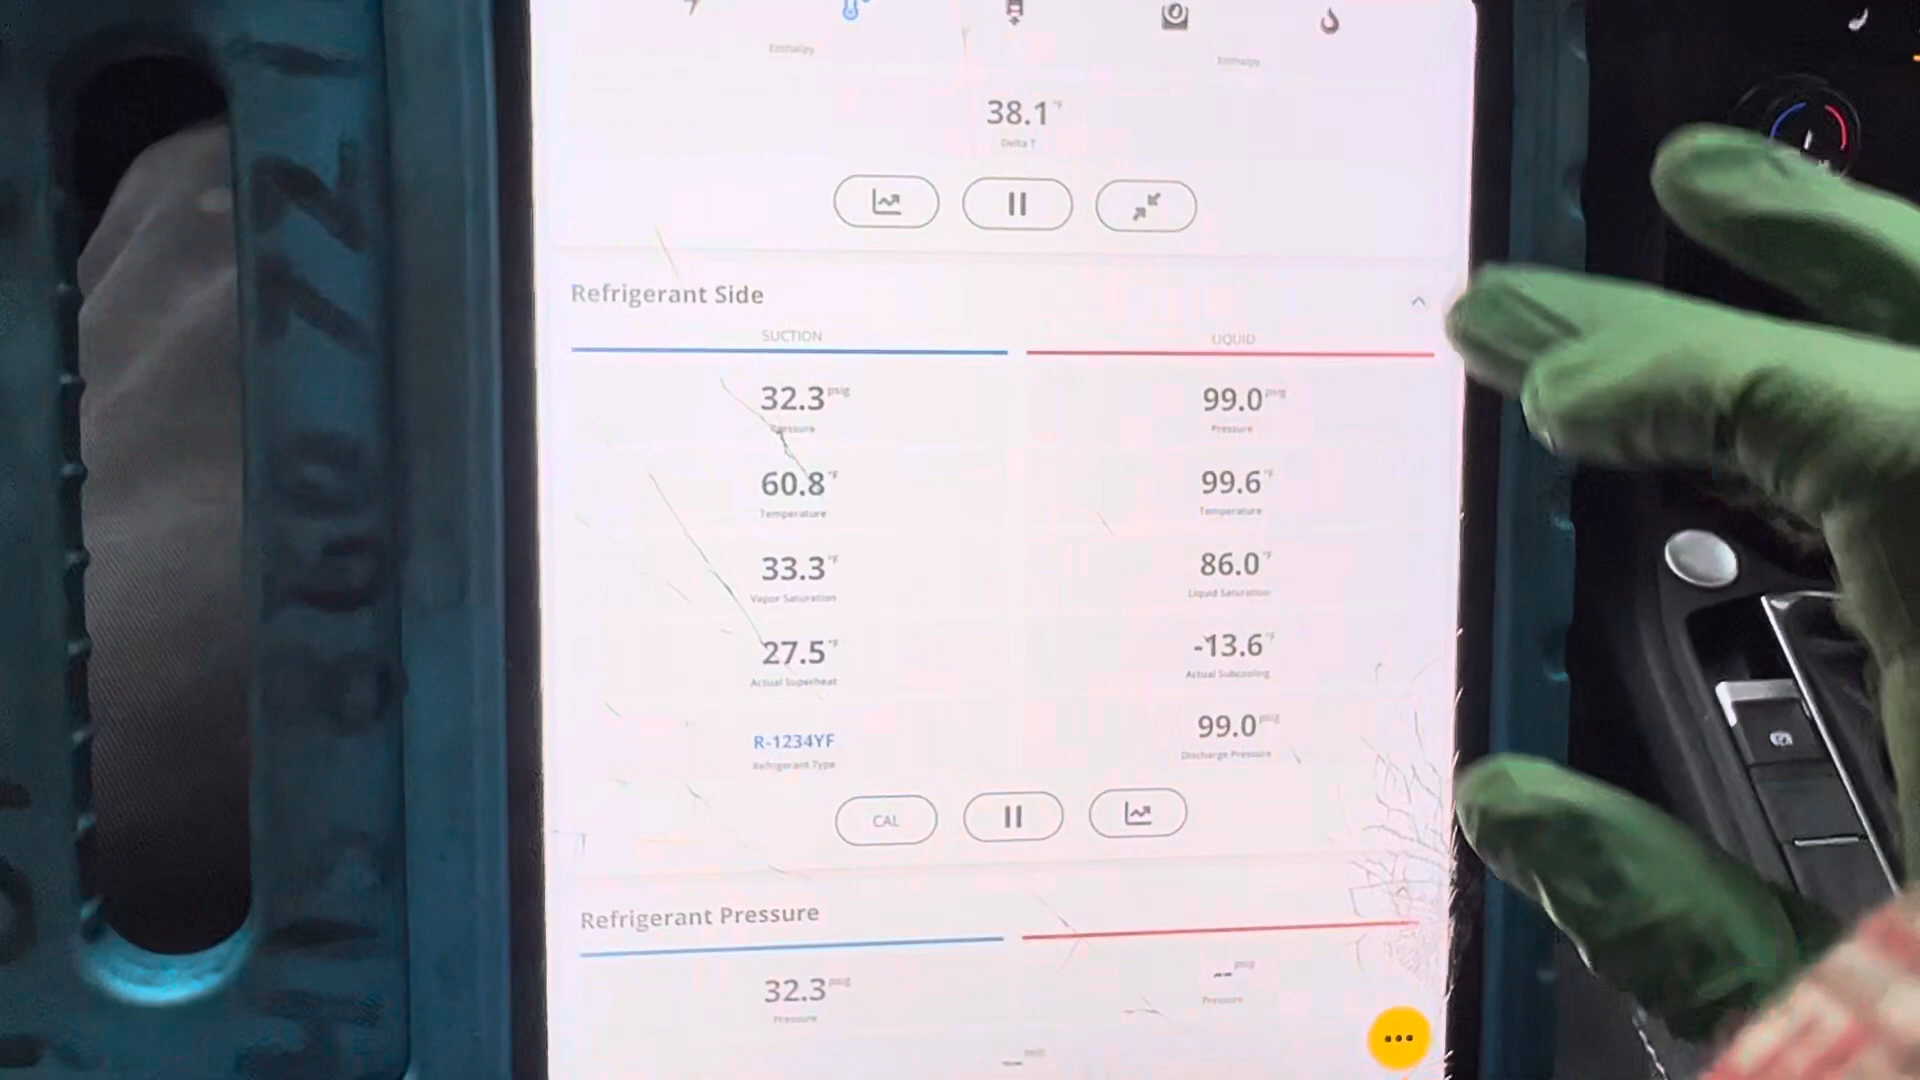 Enthalpy
Enthalpy
38.1°F
Delta T
Refrigerant Side
SUCTION
LIQUID
32.3 psig
Pressure
99.0 psig
Pressure
60.8°F
Temperature
99.6°F
Temperature
33.3°F
Vapor Saturation
86.0°F
Liquid Saturation
27.5°F
Actual Superheat
-13.6°F
Actual Subcooling
R-1234YF
Refrigerant Type
99.0 psig
Discharge Pressure
CAL
Refrigerant Pressure
32.3 psig
Pressure
-- psig
Pressure